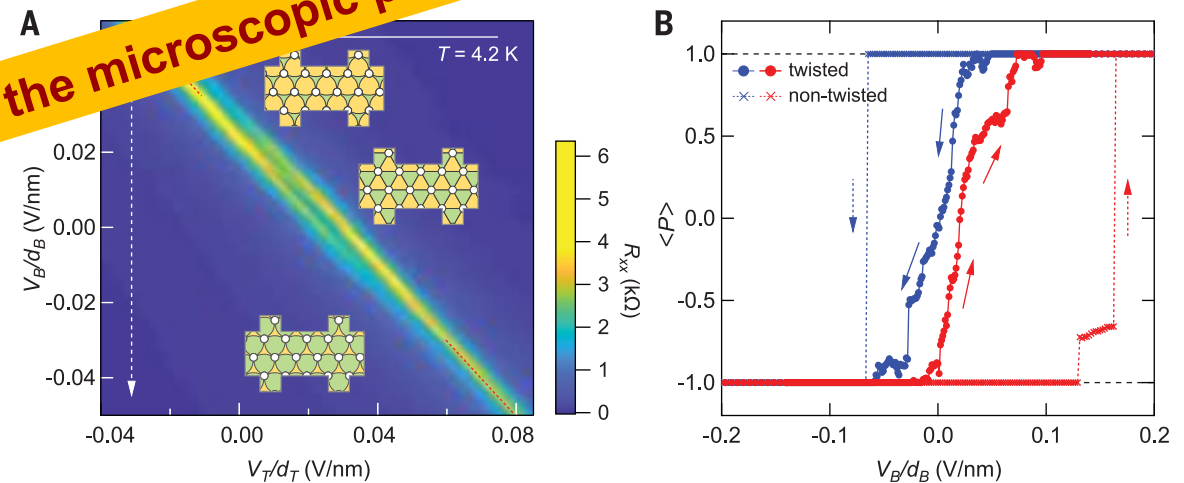 A
the microscopic p
T = 4.2 K
0.02
0.00
-0.02
-0.04
V_B/d_B (V/nm)
-0.04
0.00
0.04
0.08
V_T/d_T (V/nm)
6
5
4
3
2
1
0
R_xx (kΩ)
B
1.0
0.5
0.0
-0.5
-1.0
<P>
twisted
non-twisted
-0.2
-0.1
0.0
0.1
0.2
V_B/d_B (V/nm)